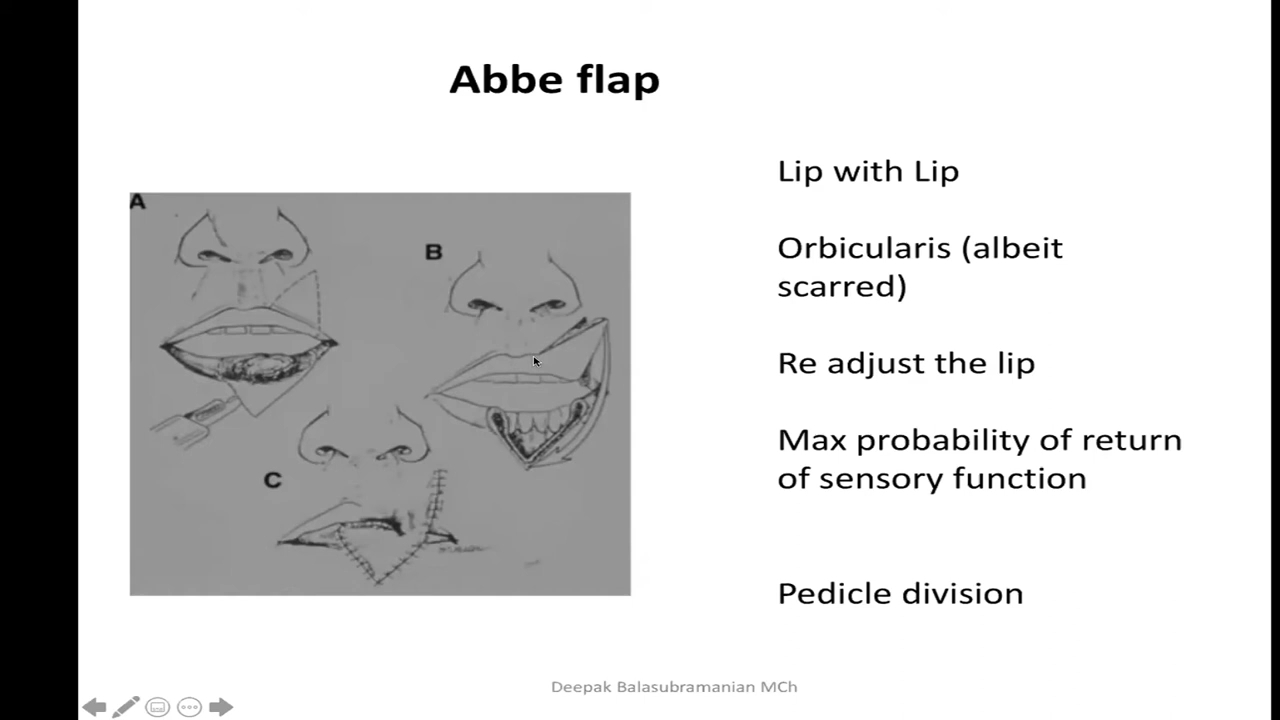 Abbe flap
A
B
C
Lip with Lip
Orbicularis (albeit
scarred)
Re adjust the lip
Max probability of return
of sensory function
Pedicle division
Deepak Balasubramanian MCh